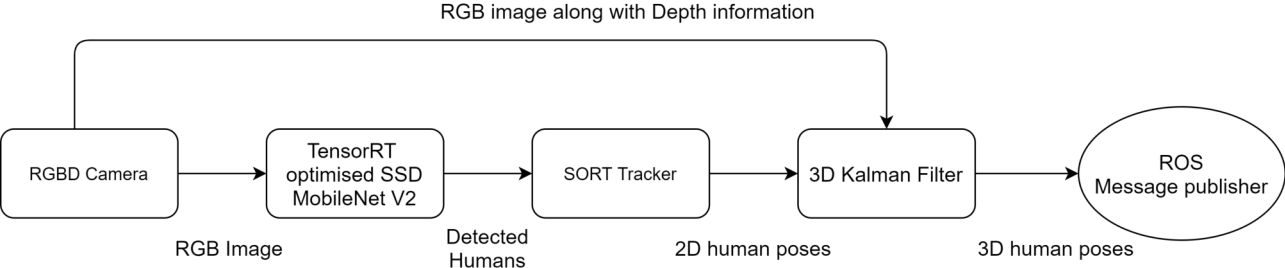 RGB image along with Depth information
RGBD Camera
TensorRT
optimised SSD
MobileNet V2
SORT Tracker
3D Kalman Filter
ROS
Message publisher
RGB Image
Detected
Humans
2D human poses
3D human poses